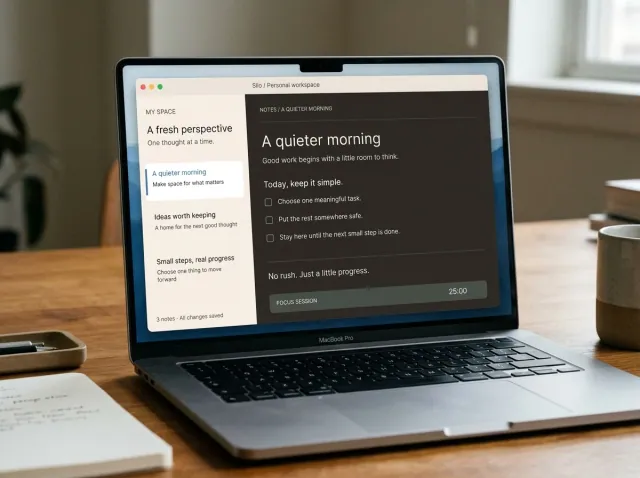 Silo / Personal workspace
MY SPACE
A fresh perspective
One thought at a time.
A quieter morning
Make space for what matters
Ideas worth keeping
A home for the next good thought
Small steps, real progress
Choose one thing to move
forward
3 notes · All changes saved
NOTES / A QUIETER MORNING
A quieter morning
Good work begins with a little room to think.
Today, keep it simple.
Choose one meaningful task.
Put the rest somewhere safe.
Stay here until the next small step is done.
No rush. Just a little progress.
FOCUS SESSION 25:00
MacBook Pro